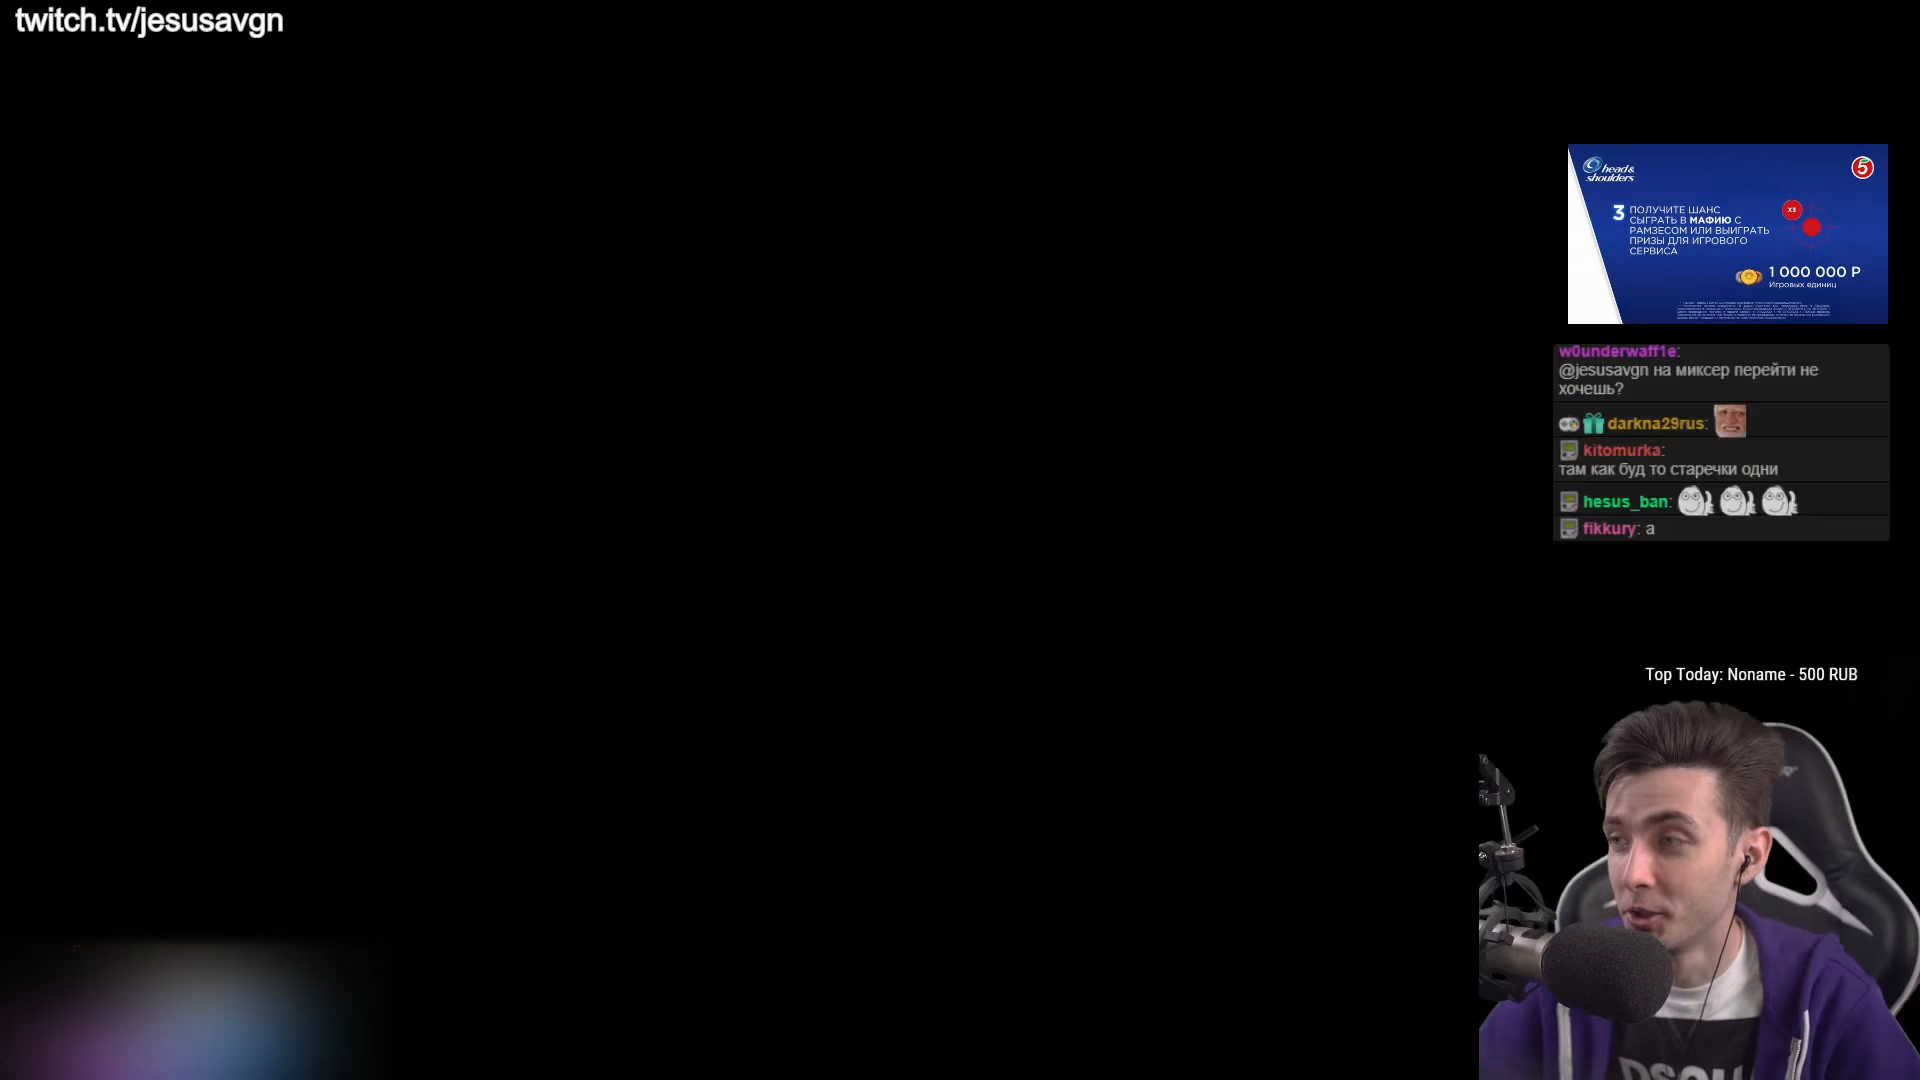 twitch.tv/jesusavgn
head&
shoulders
5
3 ПОЛУЧИТЕ ШАНС
СЫГРАТЬ В МАФИЮ С
РАМЗЕСОМ ИЛИ ВЫИГРАТЬ
ПРИЗЫ ДЛЯ ИГРОВОГО
СЕРВИСА
X3
1 000 000 Р
Игровых единиц
w0underwaff1e:
@jesusavgn на миксер перейти не
хочешь?
darkna29rus:
kitomurka:
там как буд то старечки одни
hesus_ban:
fikkury: а
Top Today: Noname - 500 RUB